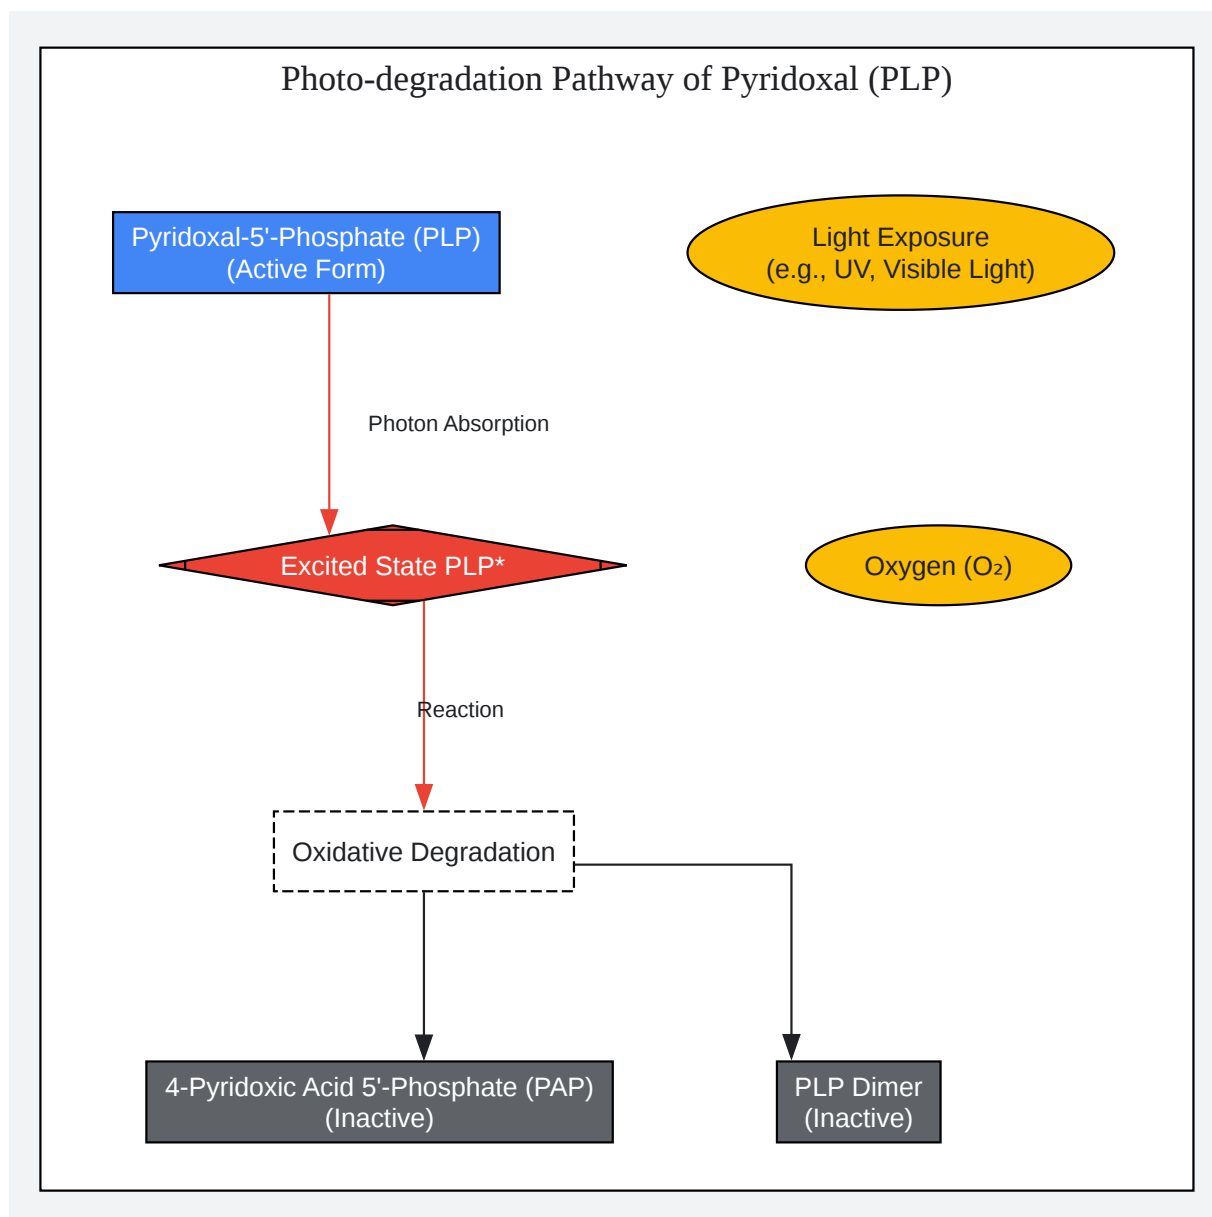 Photo-degradation Pathway of Pyridoxal (PLP)
Pyridoxal-5'-Phosphate (PLP)
(Active Form)
Light Exposure
(e.g., UV, Visible Light)
Photon Absorption
Excited State PLP*
Oxygen (O₂)
Reaction
Oxidative Degradation
4-Pyridoxic Acid 5'-Phosphate (PAP)
(Inactive)
PLP Dimer
(Inactive)